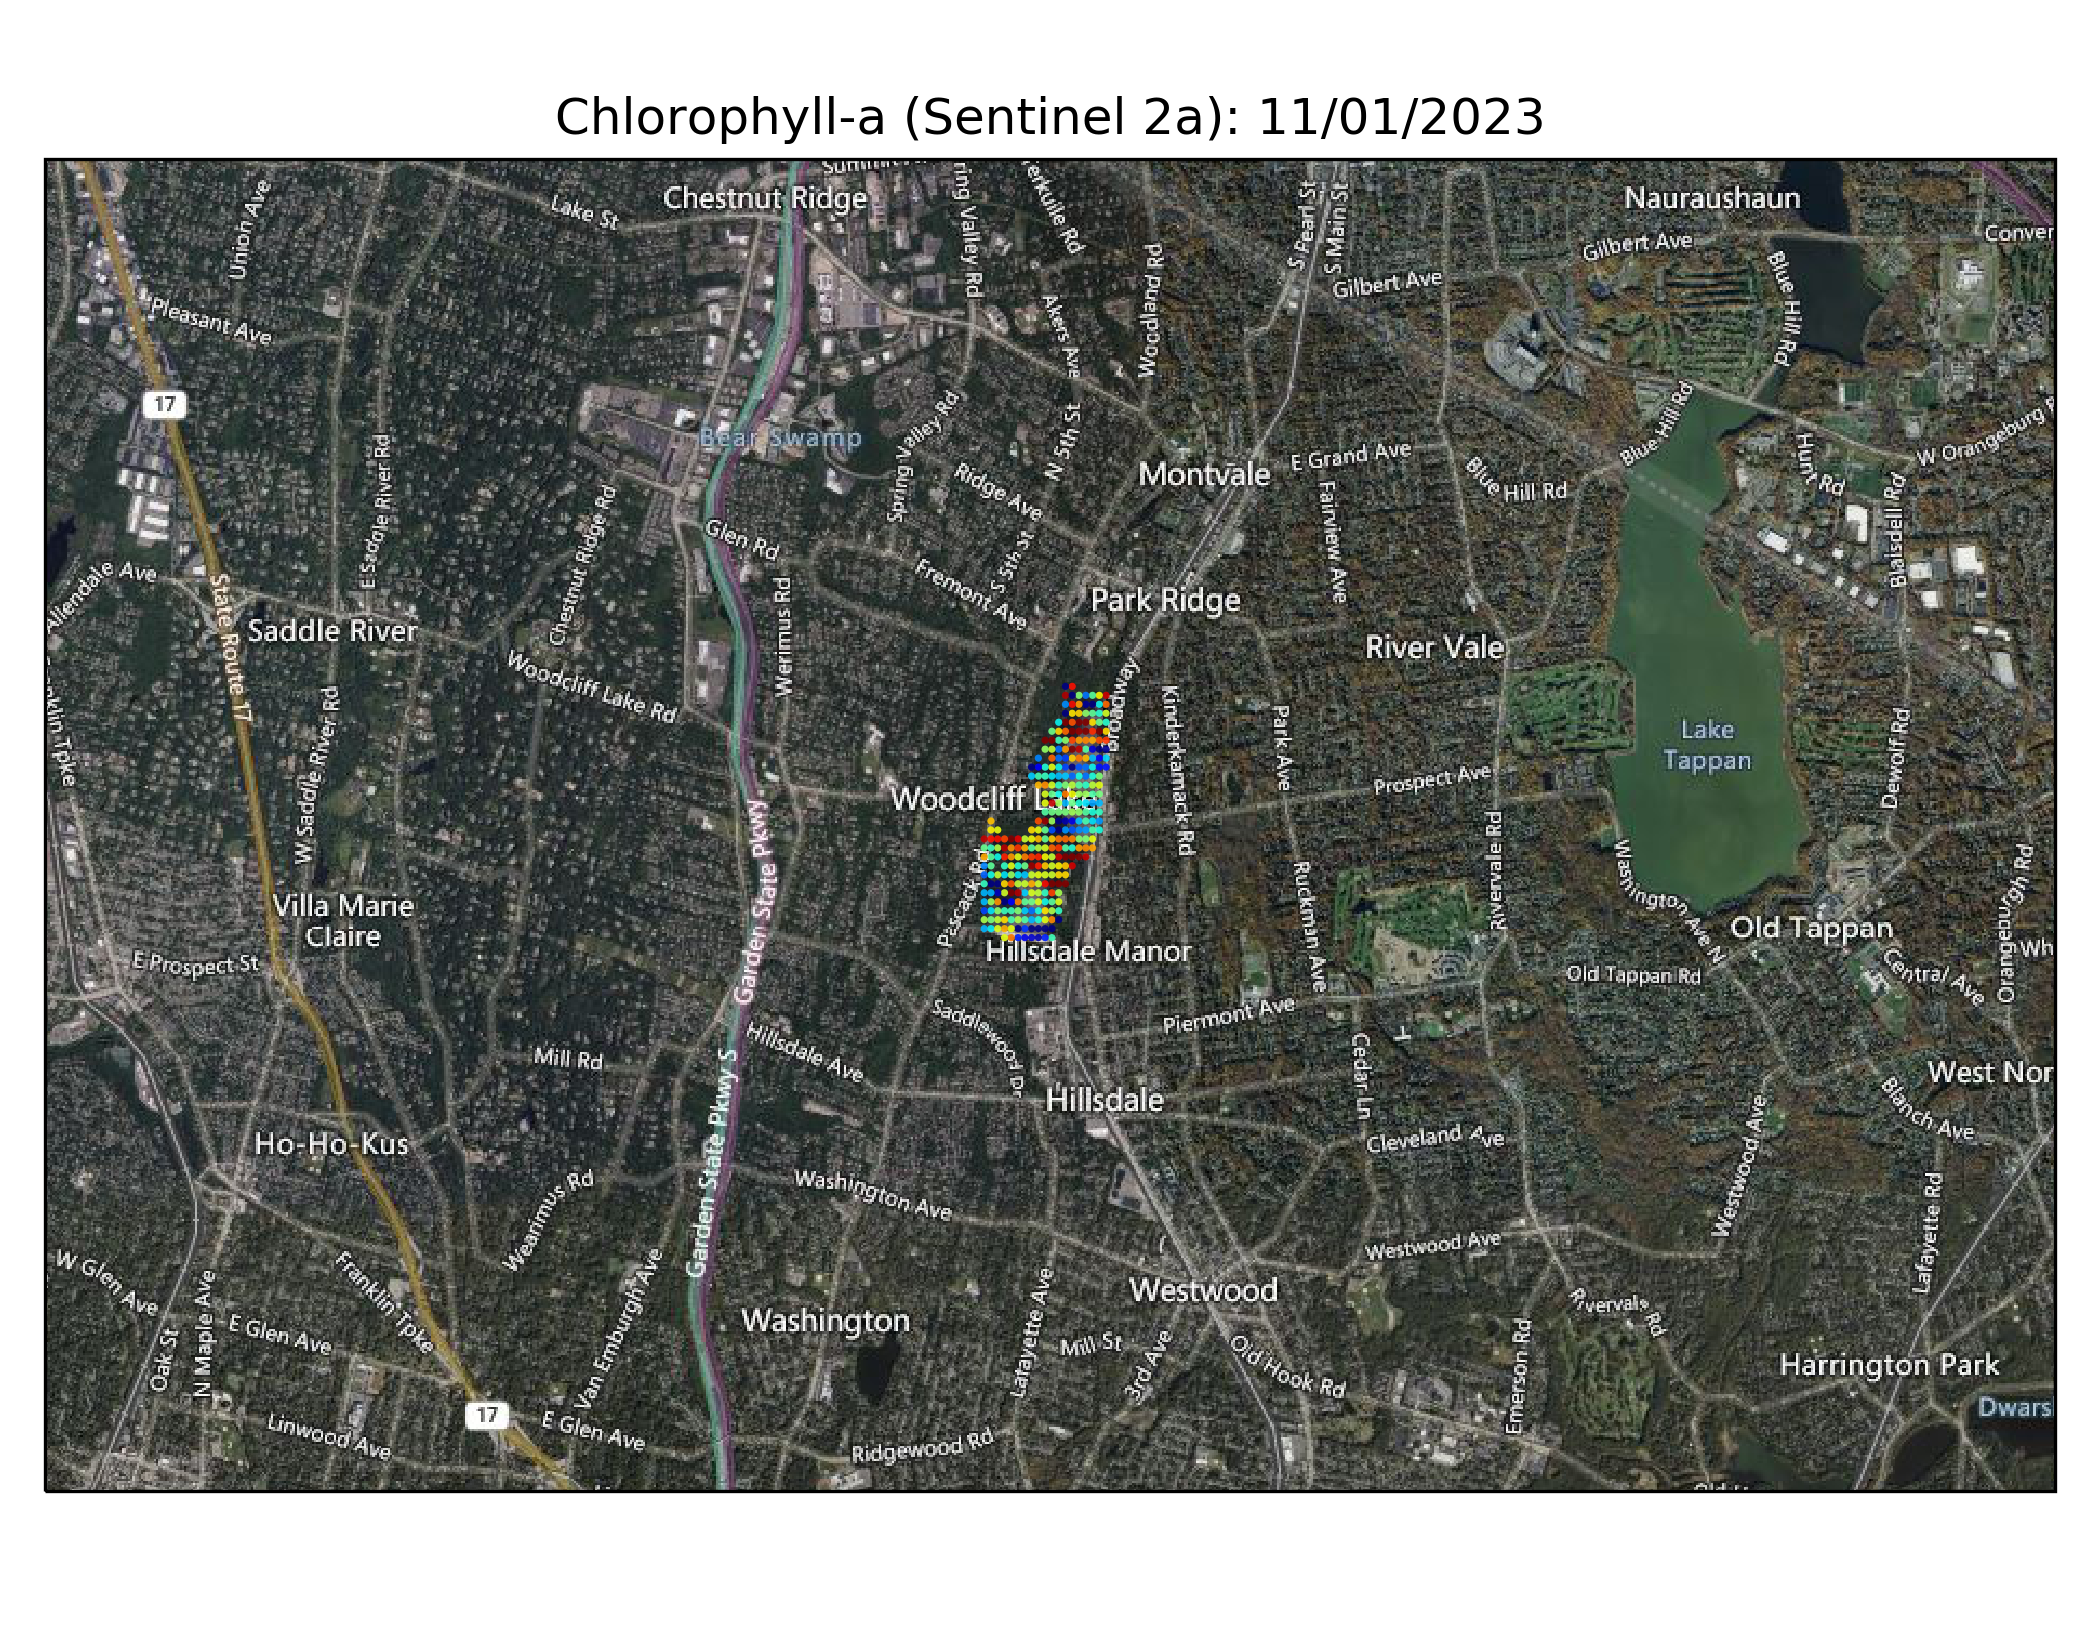 Chlorophyll-a (Sentinel 2a): 11/01/2023
Chestnut Ridge
Nauraushaun
Lake St
Union Ave
Pleasant Ave
Woodland Rd
Akers Ave
S Pearl St
S Main St
Gilbert Ave
Gilbert Ave
Blue Hill Rd
17
Bear Swamp
Spring Valley Rd
N 5th St
Ridge Ave
Montvale
E Grand Ave
Fairview Ave
Blue Hill Rd
Blue Hill Rd
Hunt Rd
Blaisdell Rd
E Saddle River Rd
Chestnut Ridge Rd
Glen Rd
Werimus Rd
Fremont Ave
S 5th St
Park Ridge
Allendale Ave
State Route 17
Saddle River
River Vale
Woodcliff Lake Rd
W Saddle River Rd
Broadway
Kinderkamack Rd
Park Ave
Prospect Ave
Lake
Tappan
Dewolf Rd
Woodcliff Lake
Garden State Pkwy
Pascack Rd
Ruckman Ave
Rivervale Rd
Washington Ave N
Old Tappan
Orangeburgh Rd
Villa Marie
Claire
E Prospect St
Hillsdale Manor
Old Tappan Rd
Central Ave
Saddlewood Dr
Piermont Ave
Mill Rd
Hillsdale Ave
Garden State Pkwy S
Cedar Ln
Hillsdale
Blanch Ave
Ho-Ho-Kus
Cleveland Ave
Wearimus Rd
Washington Ave
Westwood Ave
Westwood Ave
Lafayette Rd
W Glen Ave
Franklin Tpke
Van Emburgh Ave
Westwood
Washington
Lafayette Ave
Mill St
3rd Ave
Old Hook Rd
Emerson Rd
Oak St
N Maple Ave
E Glen Ave
Harrington Park
17
Linwood Ave
E Glen Ave
Ridgewood Rd